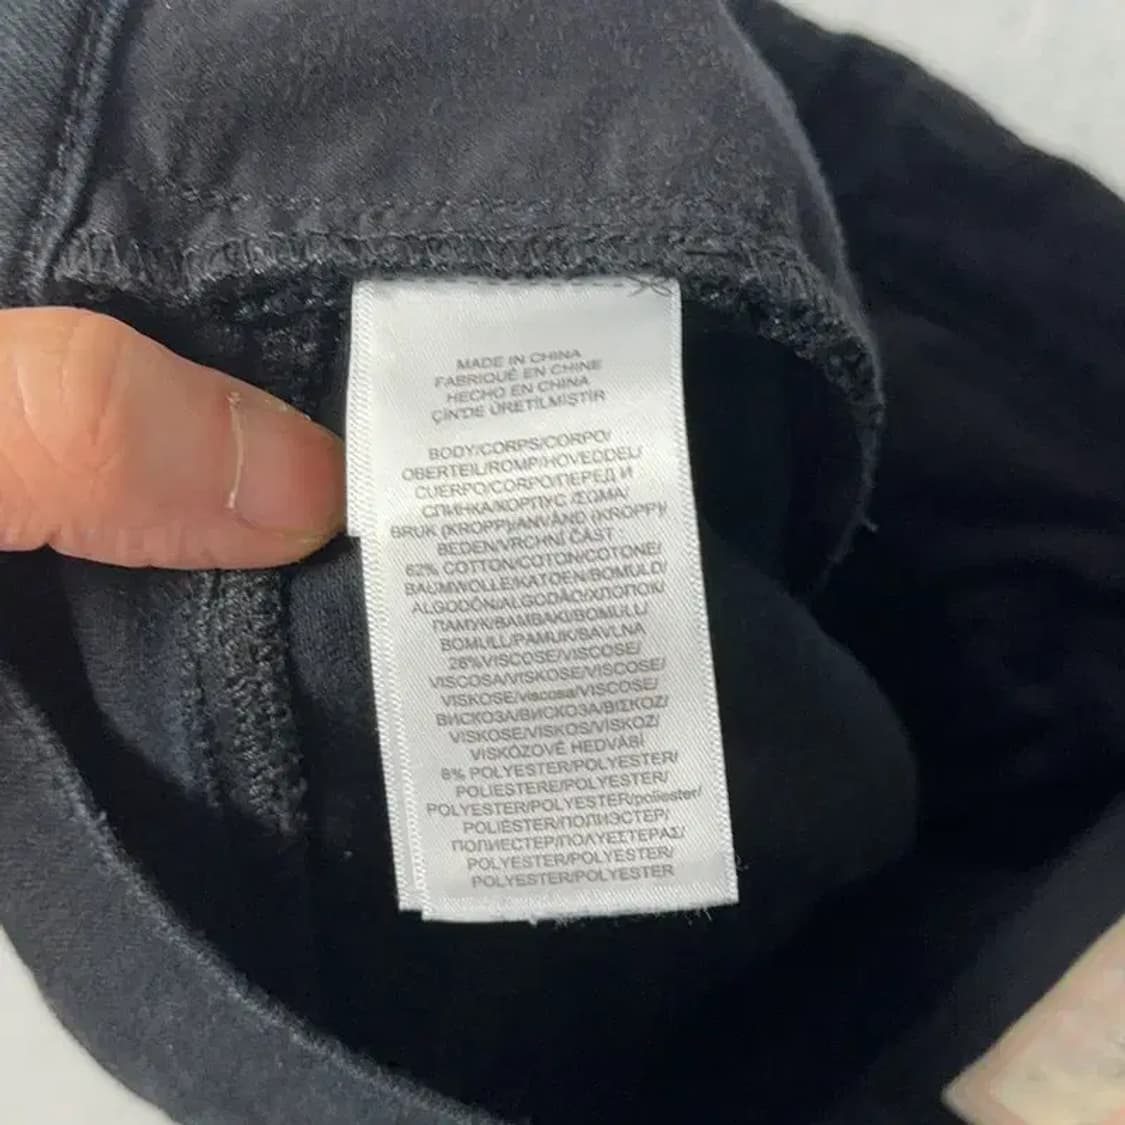 MADE IN CHINA
FABRIQUÉ EN CHINE
HECHO EN CHINA
ÇİN'DE ÜRETİLMİŞTİR
BODY/CORPS/CORPO/
OBERTEIL/ROMP/HOVEDDEL/
CUERPO/CORPO/ПЕРЕД И
СПИНКА/КОРПУС /ΣΩΜΑ/
BRUK (KROPP)/ANVÄND (KROPP)/
BEDEN/VRCHNÍ ČÁST
62% COTTON/COTON/COTONE/
BAUMWOLLE/KATOEN/BOMULD/
ALGODÓN/ALGODÃO/ХЛОПОК/
ПАМУК/ΒΑΜΒΑΚΙ/BOMULL/
BOMULL/PAMUK/BAVLNA
28%VISCOSE/VISCOSE/
VISCOSA/VISKOSE/VISCOSE/
VISKOSE/viscosa/VISCOSE/
ВИСКОЗА/ВИСКОЗА/ΒΙΣΚΟΖ/
VISKOSE/VISKOS/VİSKOZ/
VISKÓZOVÉ HEDVÁBÍ
8% POLYESTER/POLYESTER/
POLIESTERE/POLYESTER/
POLYESTER/POLYESTER/poliester/
POLIÉSTER/ПОЛИЭСТЕР/
ПОЛИЕСТЕР/ΠΟΛΥΕΣΤΕΡΑΣ/
POLYESTER/POLYESTER/
POLYESTER/POLYESTER